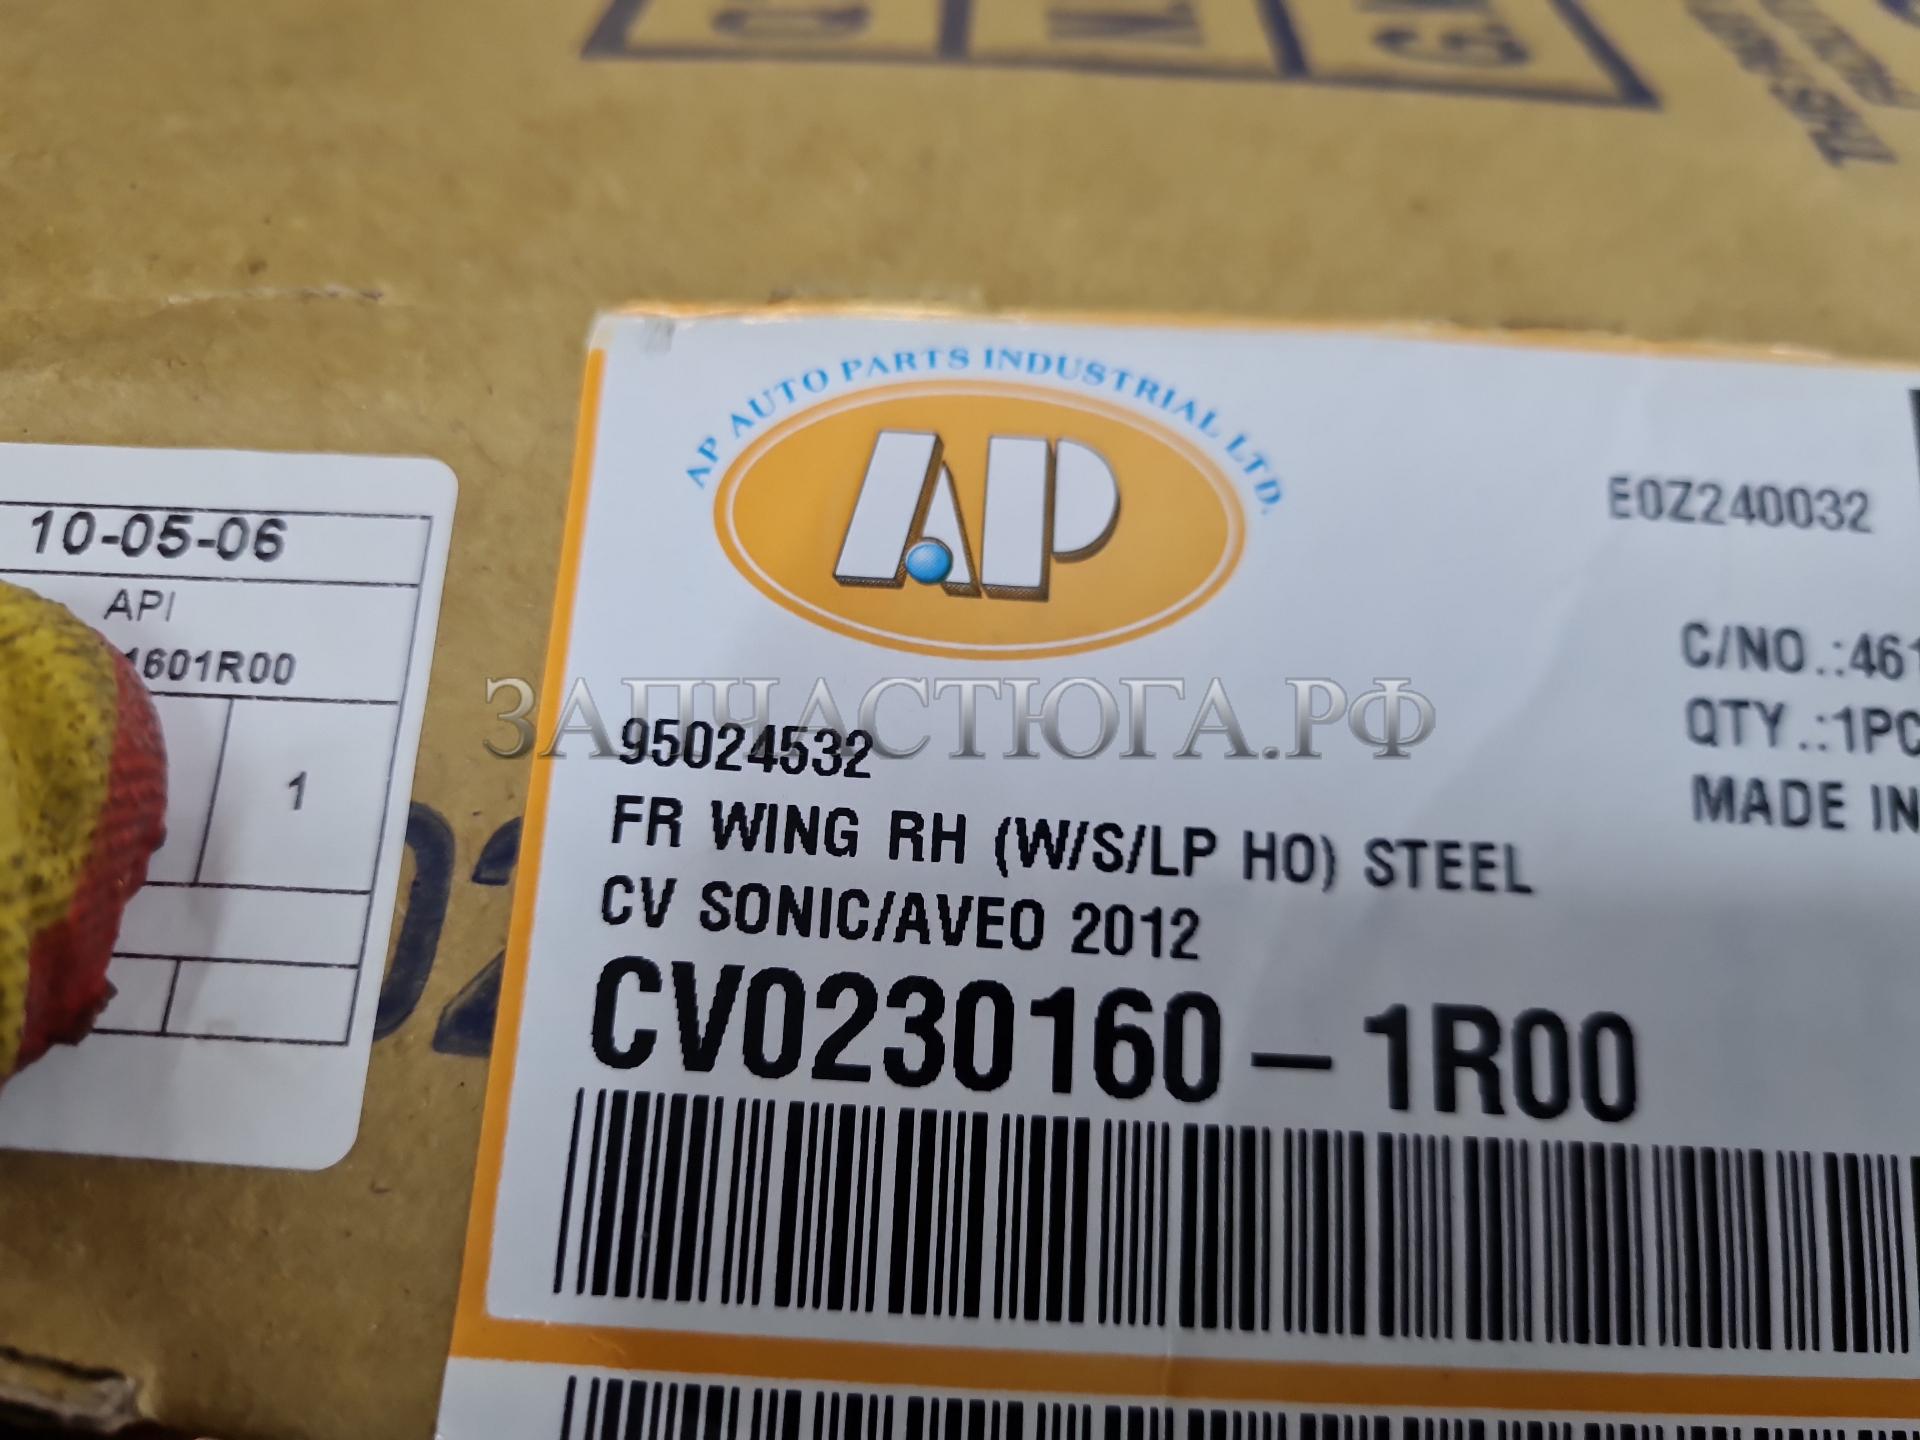 AP AUTO PARTS INDUSTRIAL LTD.
AP
E0Z240032
C/NO.:461
QTY.:1PC
MADE IN
10-05-06
API
1601R00
1
ЗАПЧАСТЮГА.РФ
95024532
FR WING RH (W/S/LP HO) STEEL
CV SONIC/AVEO 2012
CV0230160-1R00